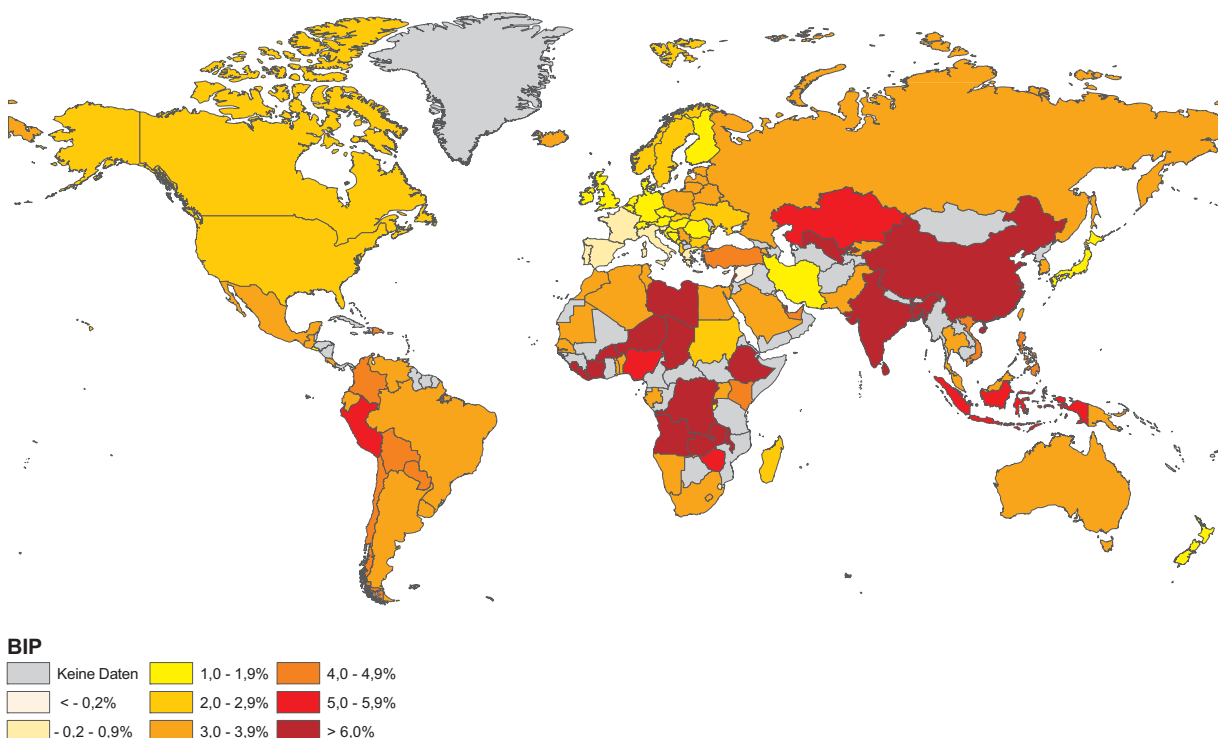 BIP
Keine Daten
< - 0,2%
- 0,2 - 0,9%
1,0 - 1,9%
2,0 - 2,9%
3,0 - 3,9%
4,0 - 4,9%
5,0 - 5,9%
> 6,0%